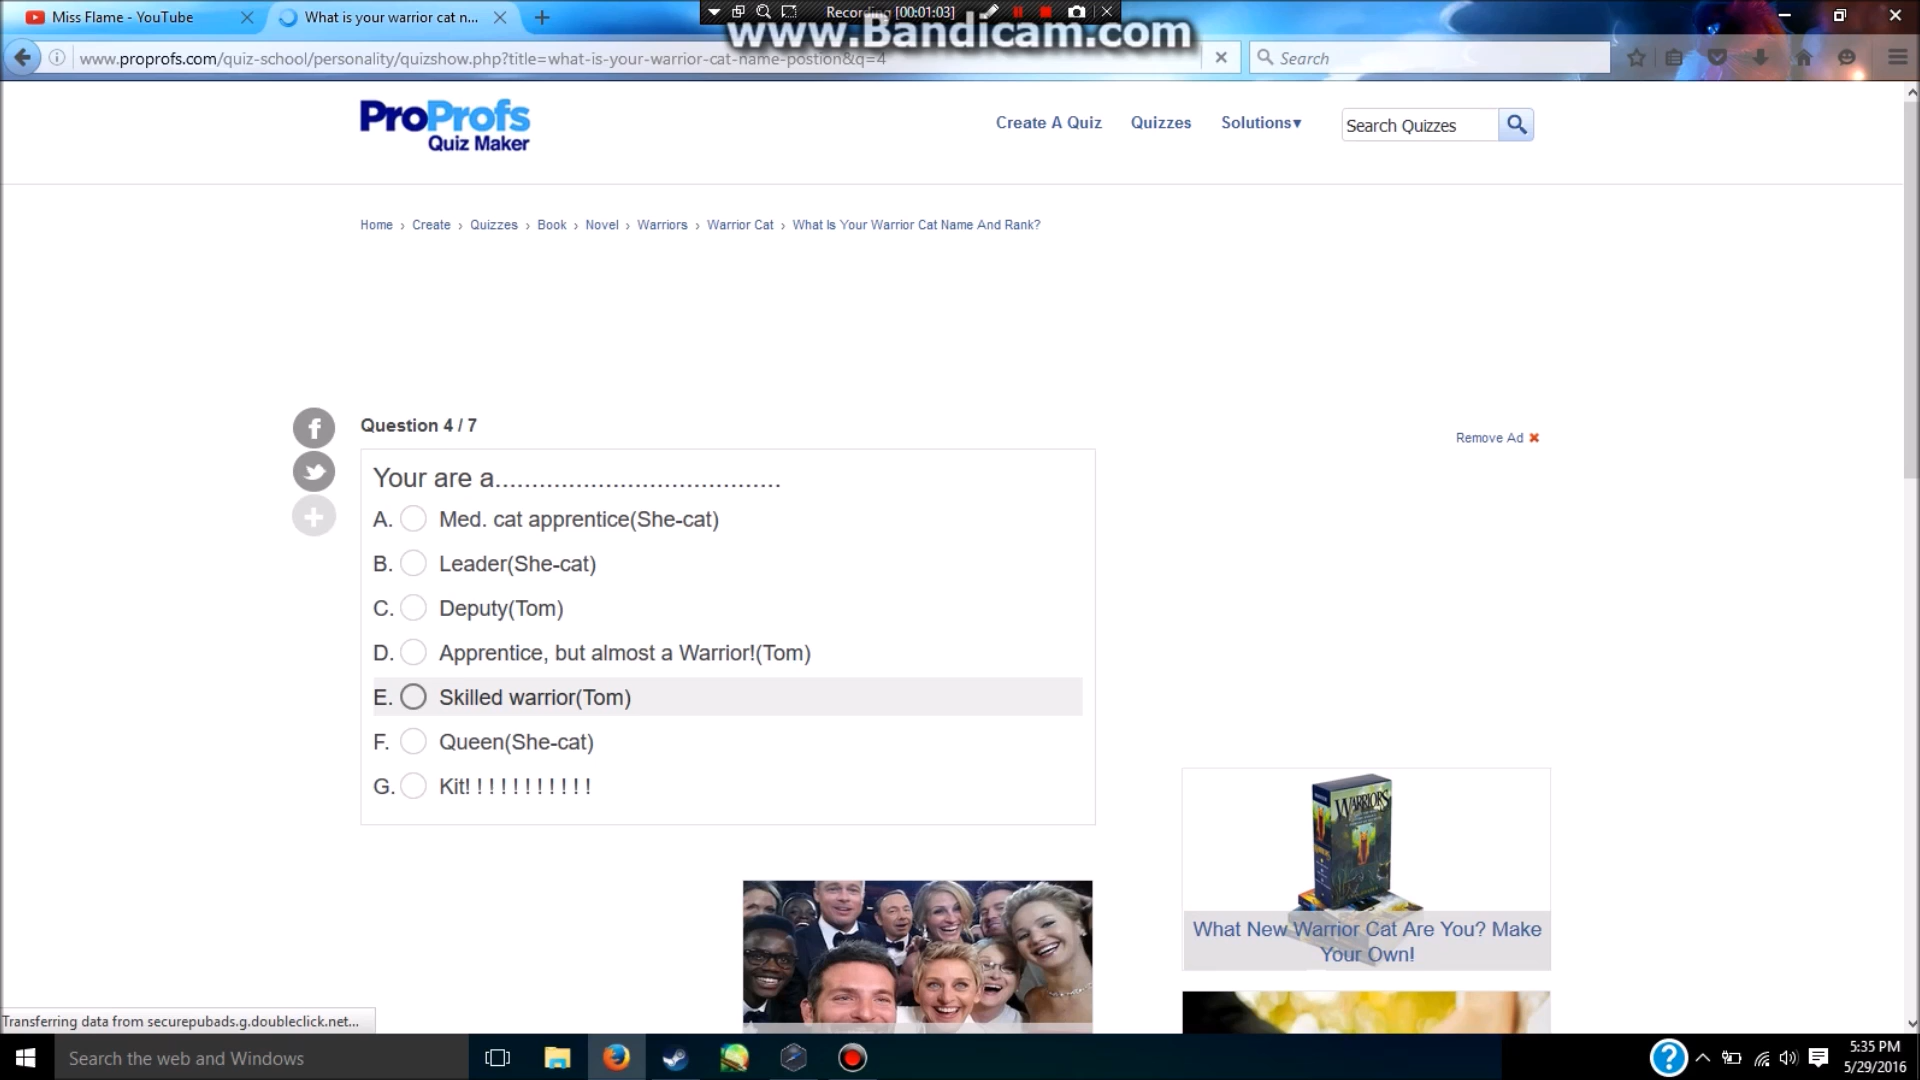 Miss Flame - YouTube
What is your warrior cat n...
Recording [00:01:03]
www.Bandicam.com
www.proprofs.com/quiz-school/personality/quizshow.php?title=what-is-your-warrior-cat-name-postion&q=4
Search
ProProfs
Quiz Maker
Create A Quiz
Quizzes
Solutions▾
Search Quizzes
Home › Create › Quizzes › Book › Novel › Warriors › Warrior Cat › What Is Your Warrior Cat Name And Rank?
Question 4 / 7
Remove Ad ✖
Your are a.......................................
A. Med. cat apprentice(She-cat)
B. Leader(She-cat)
C. Deputy(Tom)
D. Apprentice, but almost a Warrior!(Tom)
E. Skilled warrior(Tom)
F. Queen(She-cat)
G. Kit! ! ! ! ! ! ! ! ! ! !
WARRIORS
What New Warrior Cat Are You? Make
Your Own!
Transferring data from securepubads.g.doubleclick.net...
Search the web and Windows
5:35 PM
5/29/2016